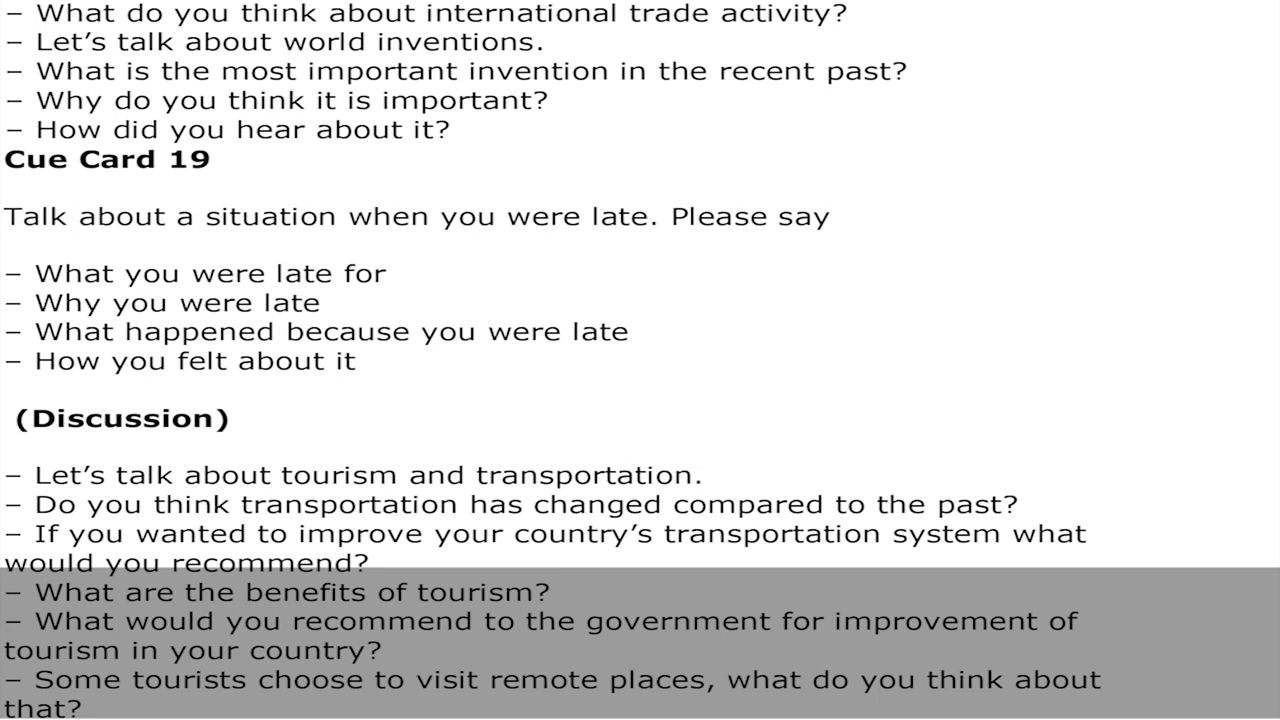 – What do you think about international trade activity?
– Let’s talk about world inventions.
– What is the most important invention in the recent past?
– Why do you think it is important?
– How did you hear about it?
Cue Card 19
Talk about a situation when you were late. Please say
– What you were late for
– Why you were late
– What happened because you were late
– How you felt about it
(Discussion)
– Let’s talk about tourism and transportation.
– Do you think transportation has changed compared to the past?
– If you wanted to improve your country’s transportation system what
would you recommend?
– What are the benefits of tourism?
– What would you recommend to the government for improvement of
tourism in your country?
– Some tourists choose to visit remote places, what do you think about
that?